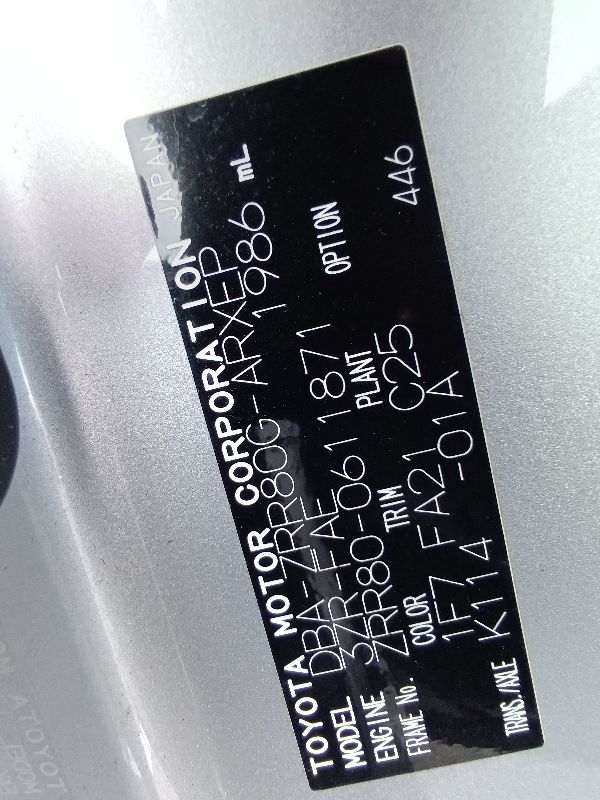 TOYOTA MOTOR CORPORATION JAPAN
MODEL DBA-ZRR80G-ARXEP
ENGINE 3ZR-FAE 1986 mL
FRAME No. ZRR80-0611871
COLOR TRIM PLANT OPTION
1F7 FA21 C25 446
TRANS./AXLE K114 -01A